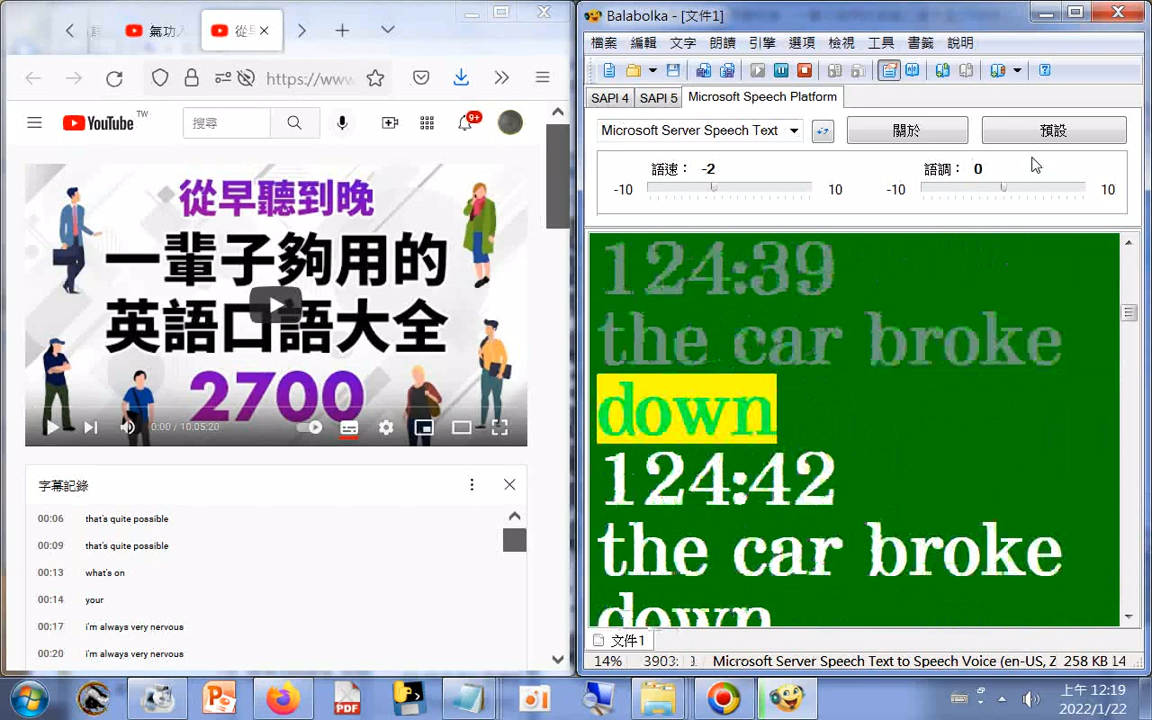 氣功
從
https://www
YouTube TW
搜尋
9+
從早聽到晚
一輩子夠用的
英語口語大全
2700
0:00 / 10:05:20
字幕記錄
00:06 that's quite possible
00:09 that's quite possible
00:13 what's on
00:14 your
00:17 i'm always very nervous
00:20 i'm always very nervous
Balabolka - [文件1]
檔案 編輯 文字 朗讀 引擎 選項 檢視 工具 書籤 說明
SAPI 4 SAPI 5 Microsoft Speech Platform
Microsoft Server Speech Text 關於 預設
語速： -2 語調： 0
-10 10 -10 10
124:39
the car broke
down
124:42
the car broke
down
文件1
14% 3903: Microsoft Server Speech Text to Speech Voice (en-US, Z 258 KB 14
PDF
上午 12:19
2022/1/22